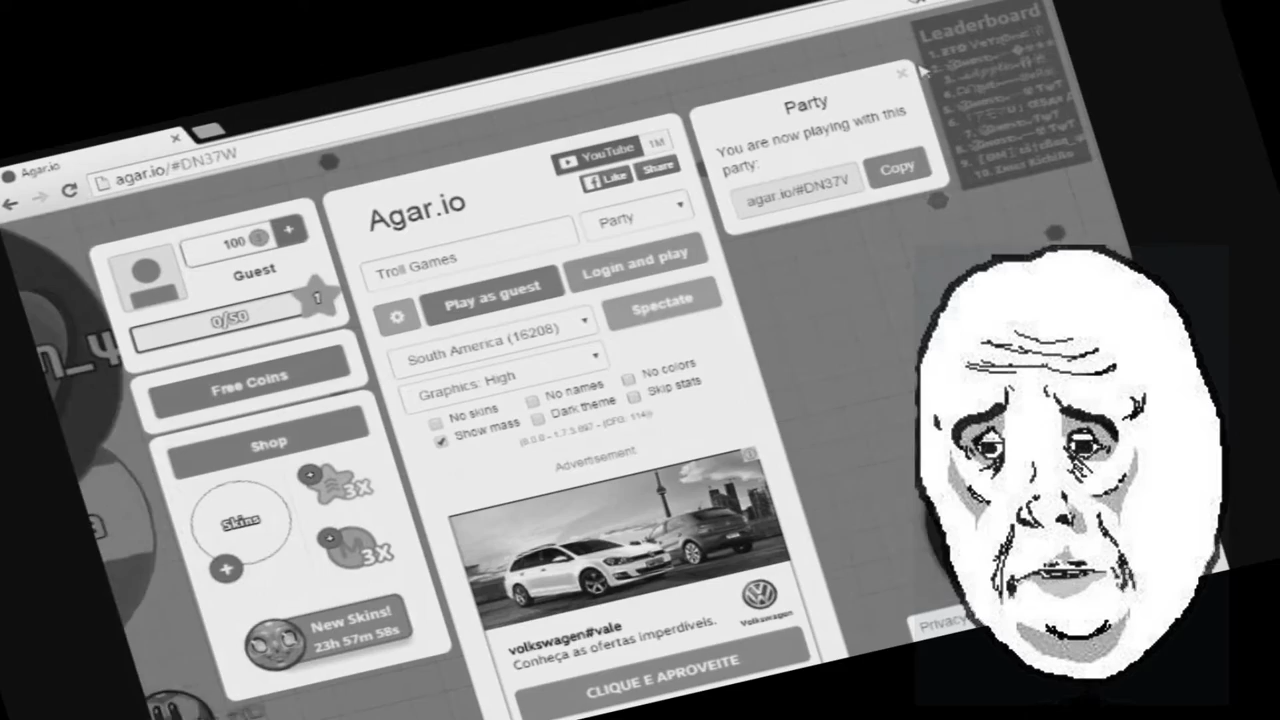 Agar.io
agar.io/#DN37W
100
Guest
1
0/50
Free Coins
Shop
Skins
3X
3X
New Skins!
23h 57m 58s
Agar.io
YouTube 1M
Like Share
Troll Games
Party
Play as guest
Login and play
South America (16208)
Spectate
Graphics: High
No skins No names No colors
Show mass Dark theme Skip stats
Advertisement
volkswagen#vale
Conheça as ofertas imperdíveis.
Volkswagen
CLIQUE E APROVEITE
Party
You are now playing with this
party:
agar.io/#DN37W
Copy
Leaderboard
Privacy